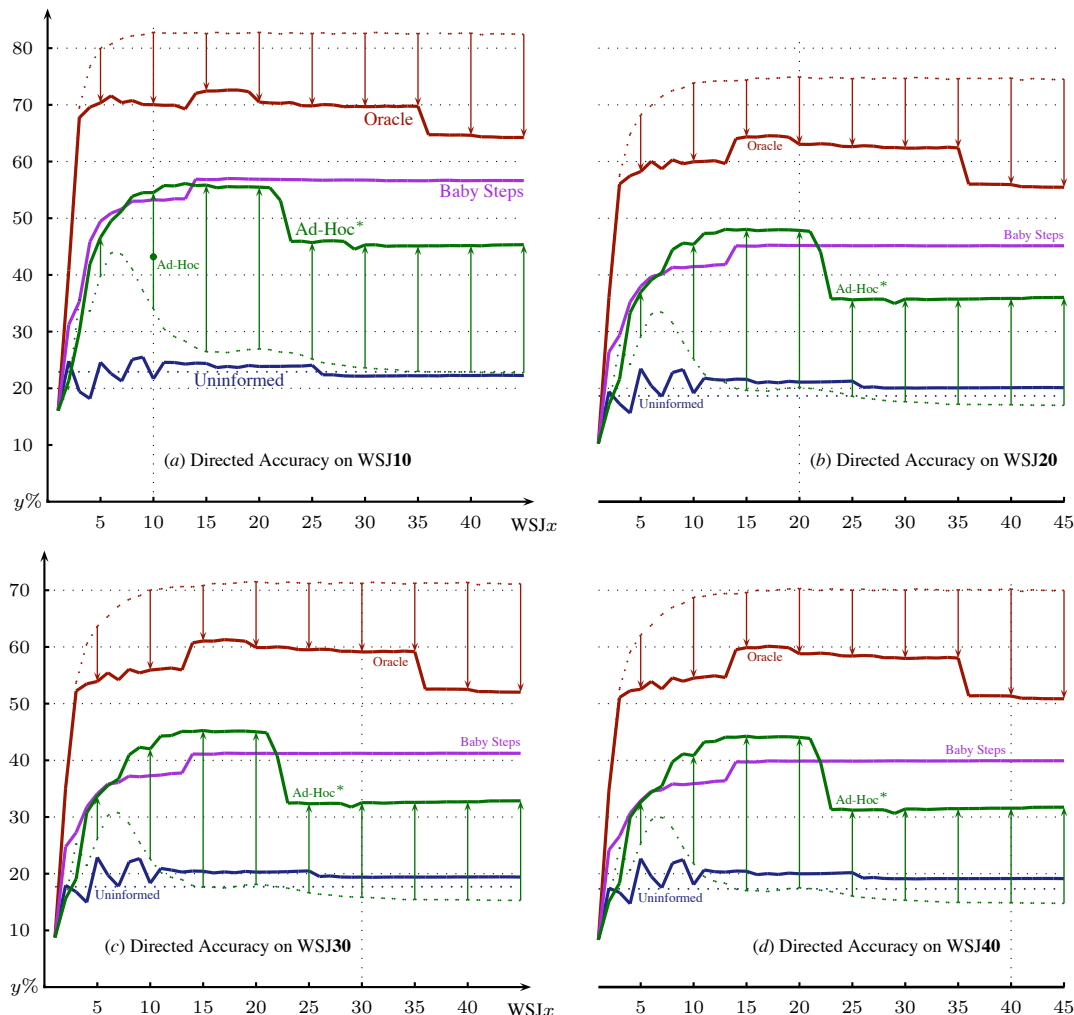 80
70
60
50
40
30
20
10
y%
Oracle
Baby Steps
Ad-Hoc*
Ad-Hoc
Uninformed
(a) Directed Accuracy on WSJ10
5 10 15 20 25 30 35 40 WSJx
Oracle
Baby Steps
Ad-Hoc*
Uninformed
(b) Directed Accuracy on WSJ20
5 10 15 20 25 30 35 40 45
70
60
50
40
30
20
10
y%
Oracle
Baby Steps
Ad-Hoc*
Uninformed
(c) Directed Accuracy on WSJ30
5 10 15 20 25 30 35 40 WSJx
Oracle
Baby Steps
Ad-Hoc*
Uninformed
(d) Directed Accuracy on WSJ40
5 10 15 20 25 30 35 40 45